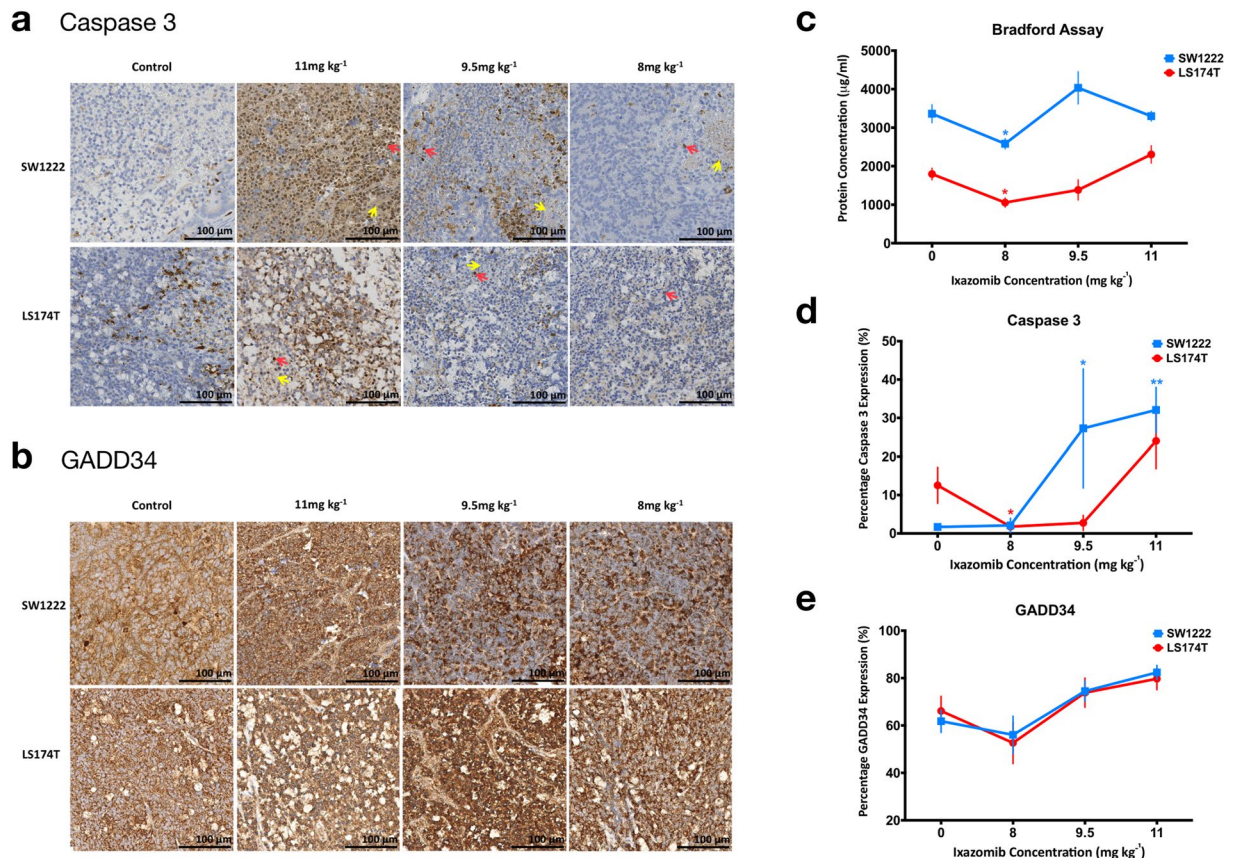 a Caspase 3
Control 11mg kg⁻¹ 9.5mg kg⁻¹ 8mg kg⁻¹
SW1222
100 µm 100 µm 100 µm 100 µm
LS174T
100 µm 100 µm 100 µm 100 µm
b GADD34
Control 11mg kg⁻¹ 9.5mg kg⁻¹ 8mg kg⁻¹
SW1222
100 µm 100 µm 100 µm 100 µm
LS174T
100 µm 100 µm 100 µm 100 µm
c
Bradford Assay
SW1222
LS174T
Protein Concentration (µg/ml)
5000
4000
3000
2000
1000
0
* *
0 8 9.5 11
Ixazomib Concentration (mg kg⁻¹)
d
Caspase 3
SW1222
LS174T
Percentage Caspase 3 Expression (%)
50
40
30
20
10
0
* * **
0 8 9.5 11
Ixazomib Concentration (mg kg⁻¹)
e
GADD34
SW1222
LS174T
Percentage GADD34 Expression (%)
100
80
60
40
20
0 8 9.5 11
Ixazomib Concentration (mg kg⁻¹)